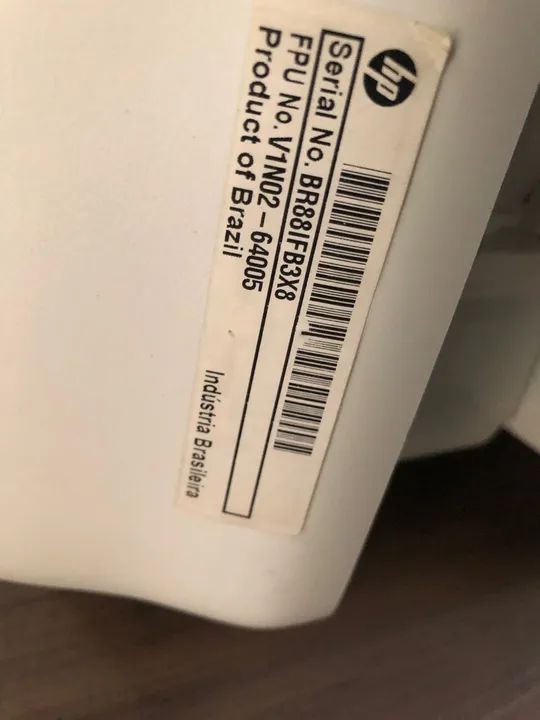 hp
Serial No. BR88IFB3X8
FPU No. V1N02-64005
Product of Brazil
Indústria Brasileira